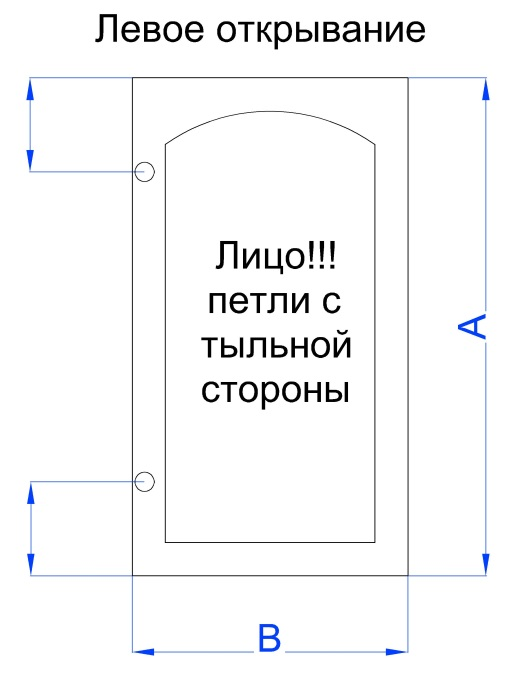 Левое открывание
Лицо!!!
петли с
тыльной
стороны
A
B